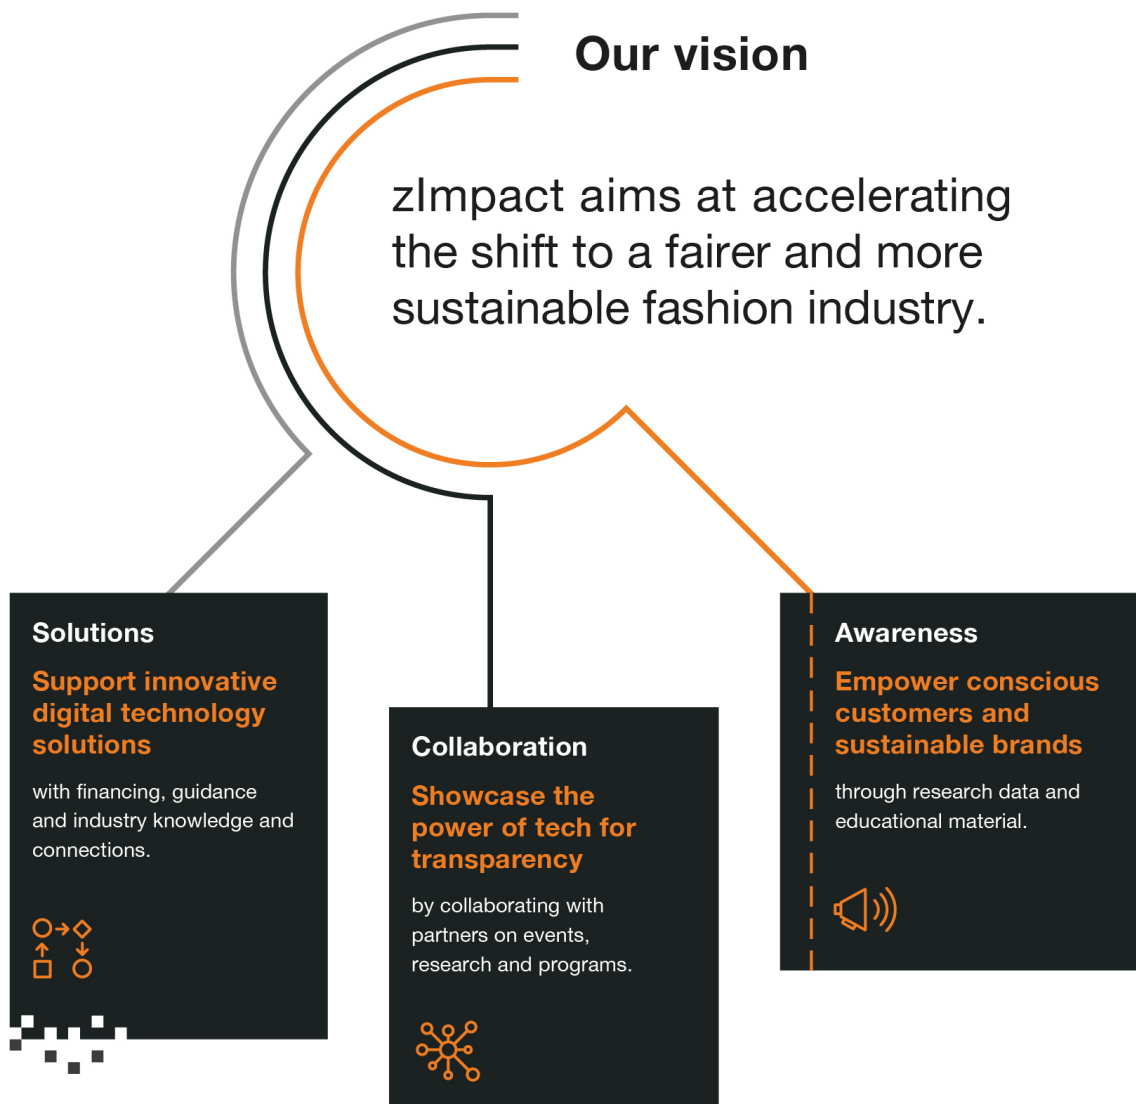 Our vision
zImpact aims at accelerating
the shift to a fairer and more
sustainable fashion industry.
Solutions
Support innovative
digital technology
solutions
with financing, guidance
and industry knowledge and
connections.
Collaboration
Showcase the
power of tech for
transparency
by collaborating with
partners on events,
research and programs.
Awareness
Empower conscious
customers and
sustainable brands
through research data and
educational material.